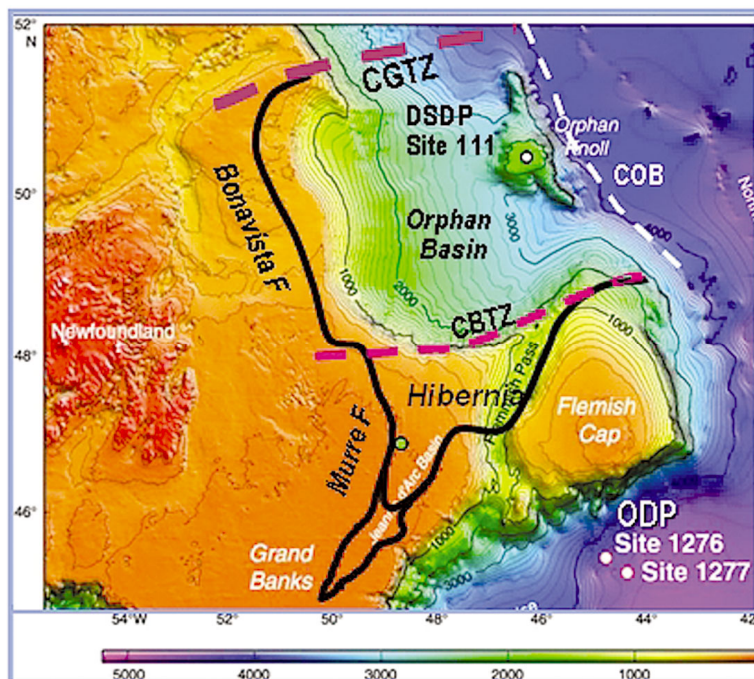 52°
N
CGTZ
DSDP
Site 111
Orphan
Knoll
COB
50°
Bonavista F
Orphan
Basin
3000
4000
1000
2000
Newfoundland
CBTZ
48°
1000
Hibernia
Flemish Pass
Flemish
Cap
Murre F
d'Arc Basin
46°
ODP
Site 1276
Site 1277
Grand
Banks
1000
3000
54°W
52°
50°
48°
46°
44°
42
5000
4000
3000
2000
1000